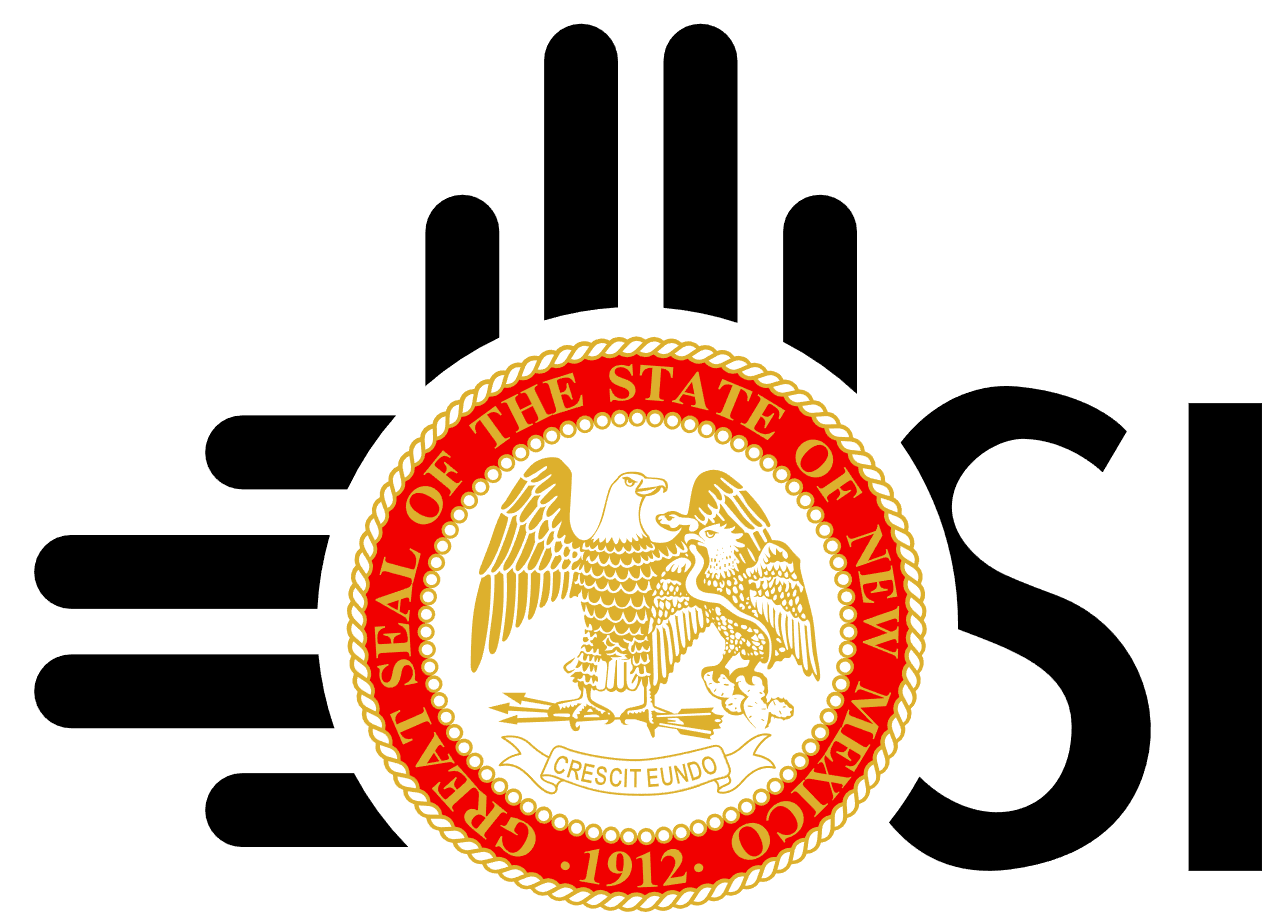 GREAT SEAL OF THE STATE OF NEW MEXICO
CRESCIT EUNDO
· 1912 ·
SI